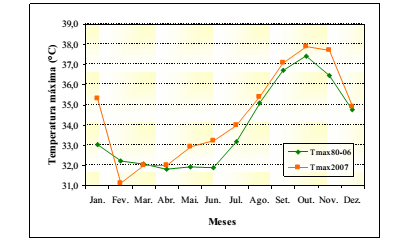 39,0
38,0
37,0
36,0
35,0
34,0
33,0
32,0
31,0
Temperatura máxima (°C)
Jan. Fev. Mar. Abr. Mai. Jun. Jul. Ago. Set. Out. Nov. Dez.
Meses
Tmax80-06
Tmax2007